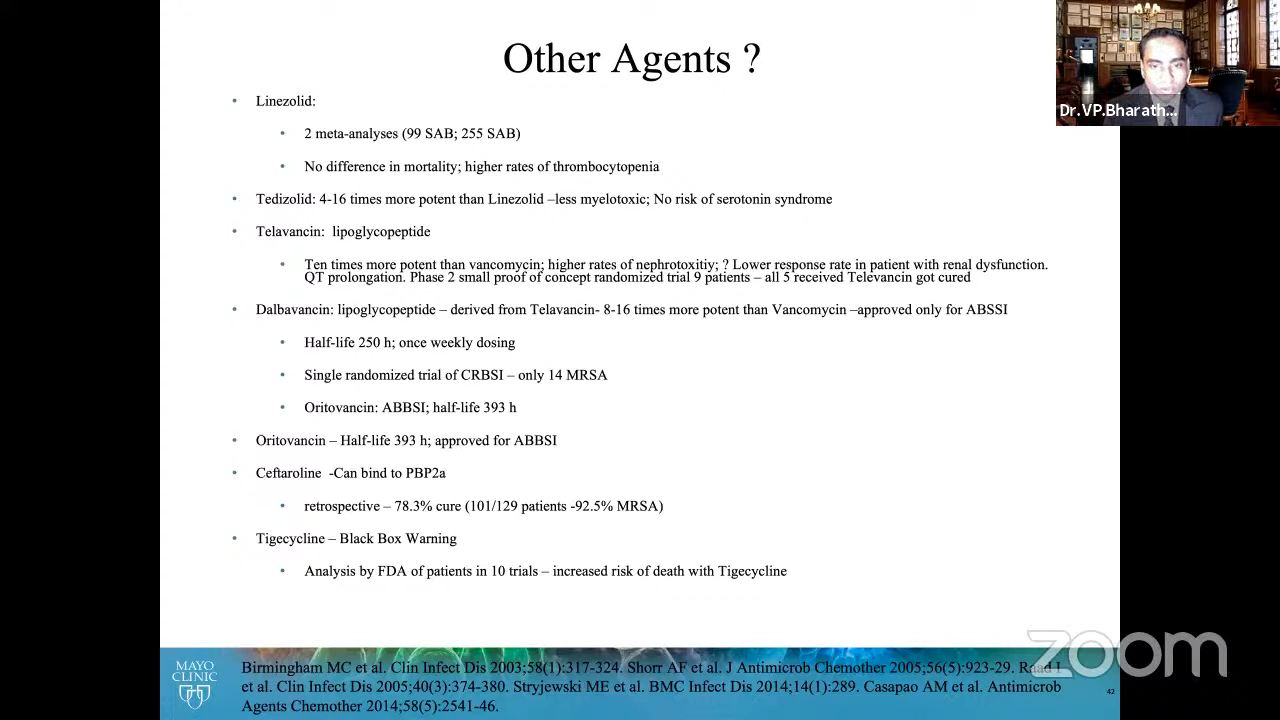 Other Agents ?
Dr.VP.Bharath...
• Linezolid:
• 2 meta-analyses (99 SAB; 255 SAB)
• No difference in mortality; higher rates of thrombocytopenia
• Tedizolid: 4-16 times more potent than Linezolid –less myelotoxic; No risk of serotonin syndrome
• Telavancin: lipoglycopeptide
• Ten times more potent than vancomycin; higher rates of nephrotoxitiy; ? Lower response rate in patient with renal dysfunction.
QT prolongation. Phase 2 small proof of concept randomized trial 9 patients – all 5 received Televancin got cured
• Dalbavancin: lipoglycopeptide – derived from Telavancin- 8-16 times more potent than Vancomycin –approved only for ABSSI
• Half-life 250 h; once weekly dosing
• Single randomized trial of CRBSI – only 14 MRSA
• Oritovancin: ABBSI; half-life 393 h
• Oritovancin – Half-life 393 h; approved for ABBSI
• Ceftaroline -Can bind to PBP2a
• retrospective – 78.3% cure (101/129 patients -92.5% MRSA)
• Tigecycline – Black Box Warning
• Analysis by FDA of patients in 10 trials – increased risk of death with Tigecycline
zoom
MAYO
CLINIC
Birmingham MC et al. Clin Infect Dis 2003;58(1):317-324. Shorr AF et al. J Antimicrob Chemother 2005;56(5):923-29. Raad I
et al. Clin Infect Dis 2005;40(3):374-380. Stryjewski ME et al. BMC Infect Dis 2014;14(1):289. Casapao AM et al. Antimicrob
Agents Chemother 2014;58(5):2541-46.
42